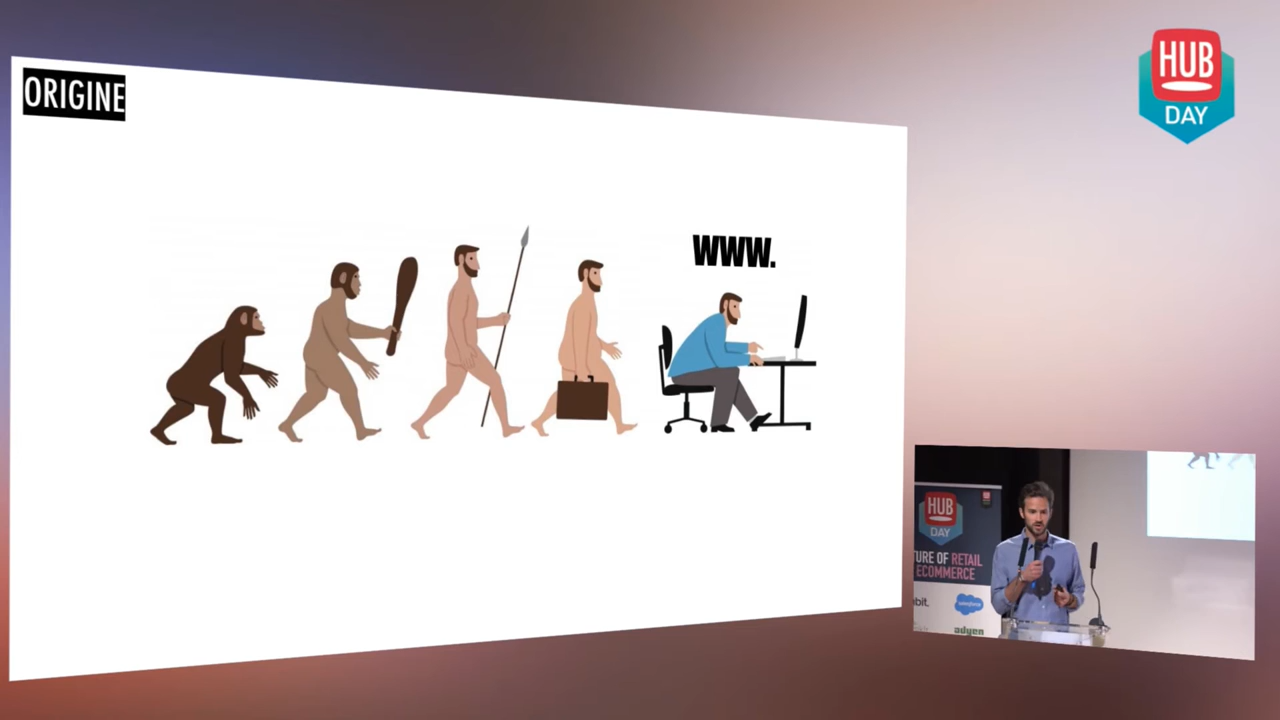 ORIGINE
HUB
DAY
WWW.
HUB
DAY
TURE OF RETAIL
ECOMMERCE
salesforce
adyen